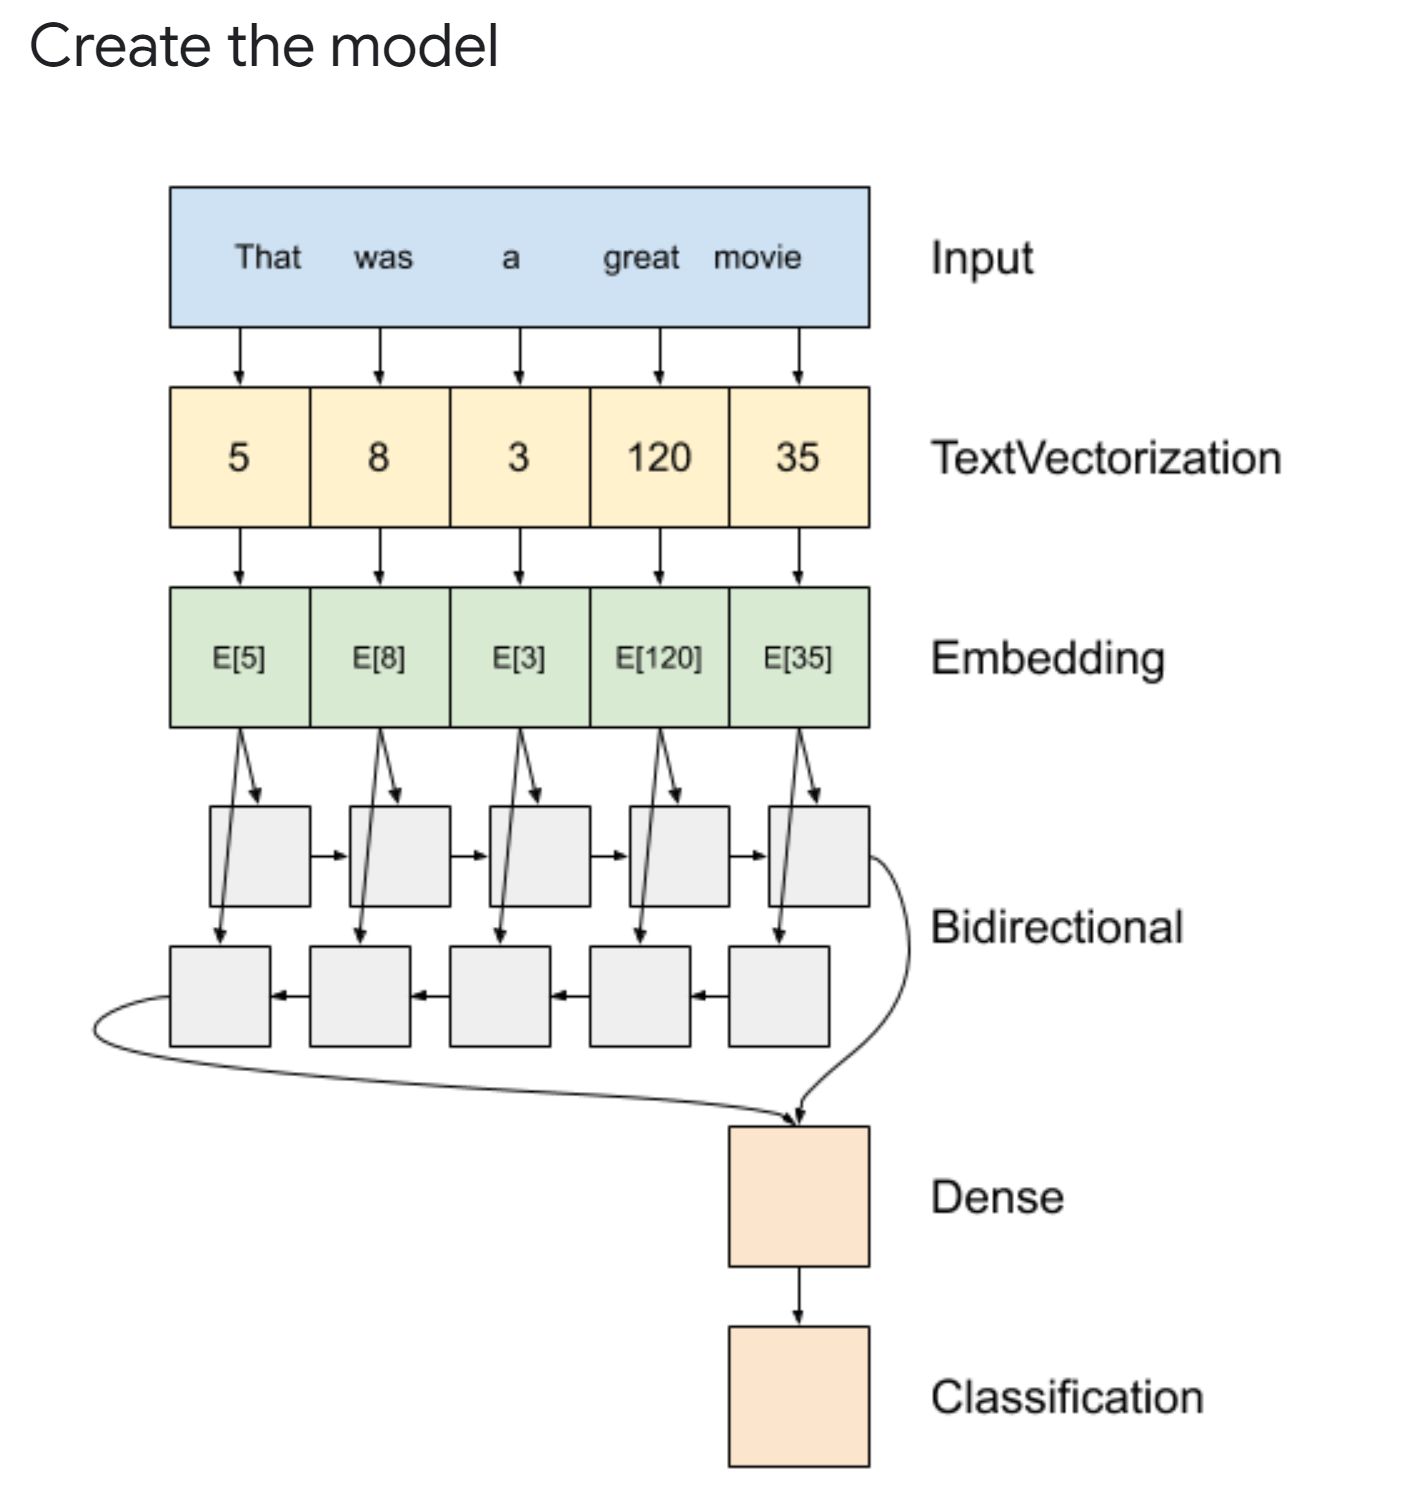 Create the model
That was a great movie
Input
5 8 3 120 35
TextVectorization
E[5] E[8] E[3] E[120] E[35]
Embedding
Bidirectional
Dense
Classification